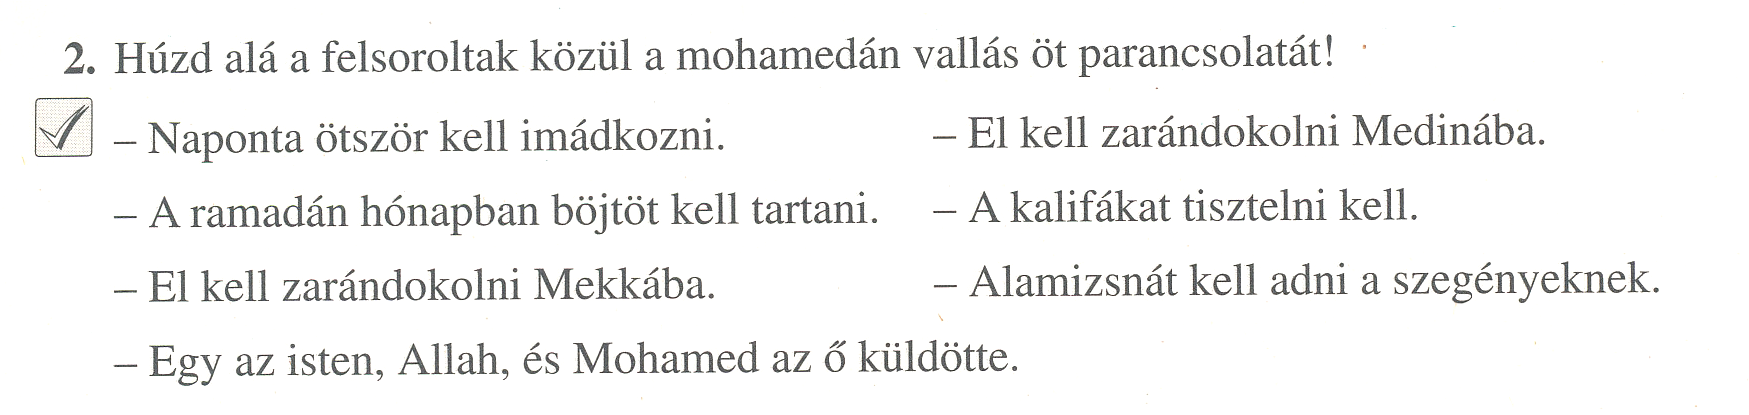 2. Húzd alá a felsoroltak közül a mohamedán vallás öt parancsolatát!
– Naponta ötször kell imádkozni.
– El kell zarándokolni Medinába.
– A ramadán hónapban böjtöt kell tartani.
– A kalifákat tisztelni kell.
– El kell zarándokolni Mekkába.
– Alamizsnát kell adni a szegényeknek.
– Egy az isten, Allah, és Mohamed az ő küldötte.